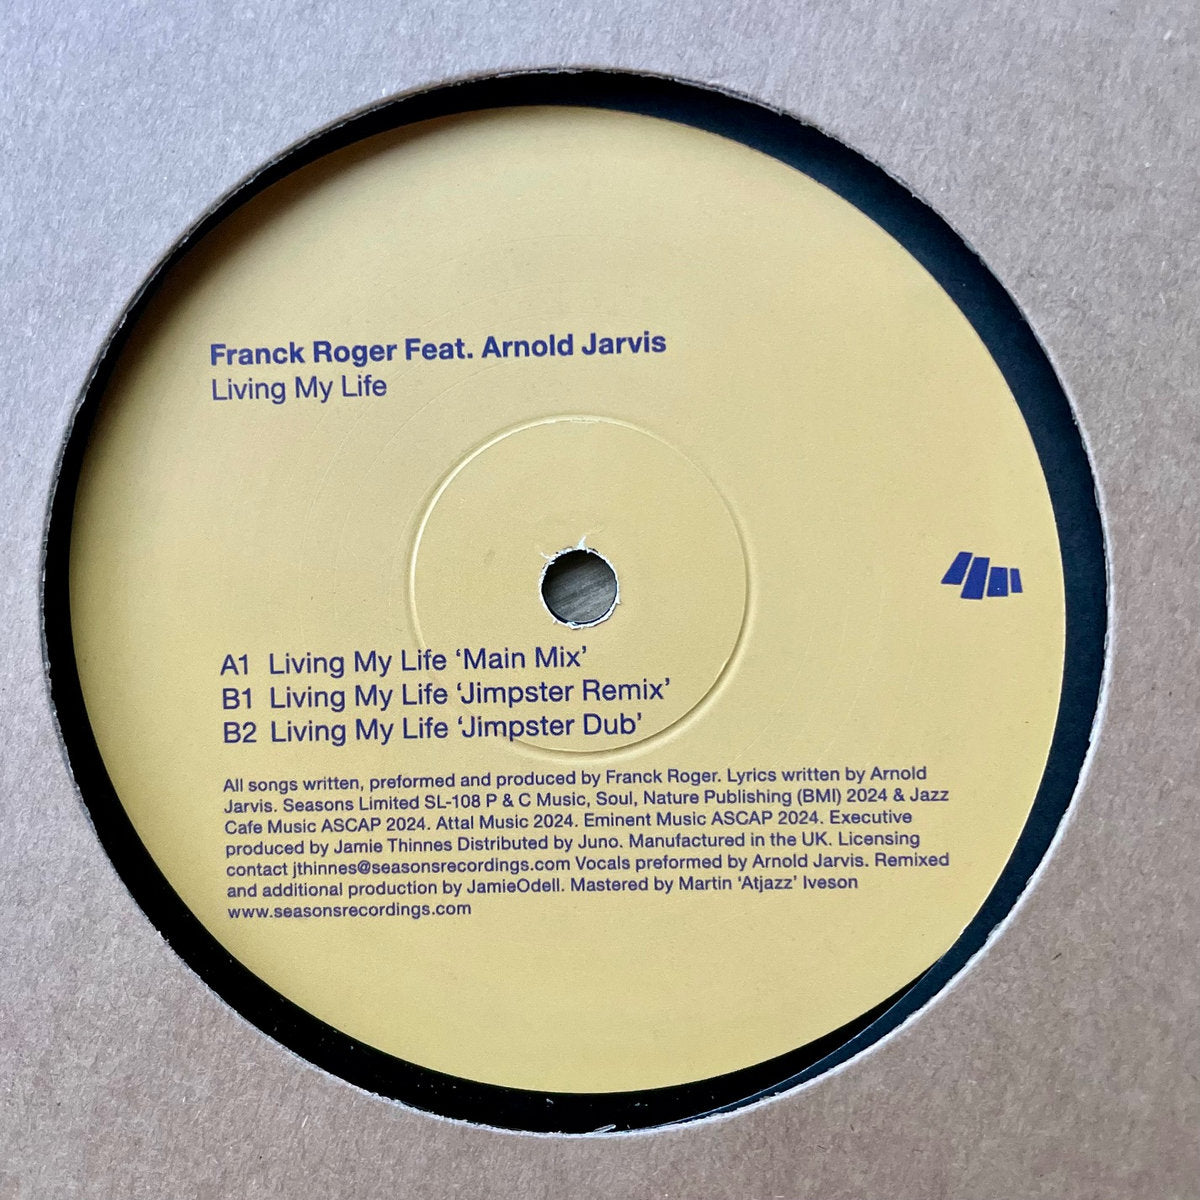 Franck Roger Feat. Arnold Jarvis
Living My Life
A1 Living My Life ‘Main Mix’
B1 Living My Life ‘Jimpster Remix’
B2 Living My Life ‘Jimpster Dub’
All songs written, preformed and produced by Franck Roger. Lyrics written by Arnold
Jarvis. Seasons Limited SL-108 P & C Music, Soul, Nature Publishing (BMI) 2024 & Jazz
Cafe Music ASCAP 2024. Attal Music 2024. Eminent Music ASCAP 2024. Executive
produced by Jamie Thinnes Distributed by Juno. Manufactured in the UK. Licensing
contact jthinnes@seasonsrecordings.com Vocals preformed by Arnold Jarvis. Remixed
and additional production by JamieOdell. Mastered by Martin ‘Atjazz’ Iveson
www.seasonsrecordings.com